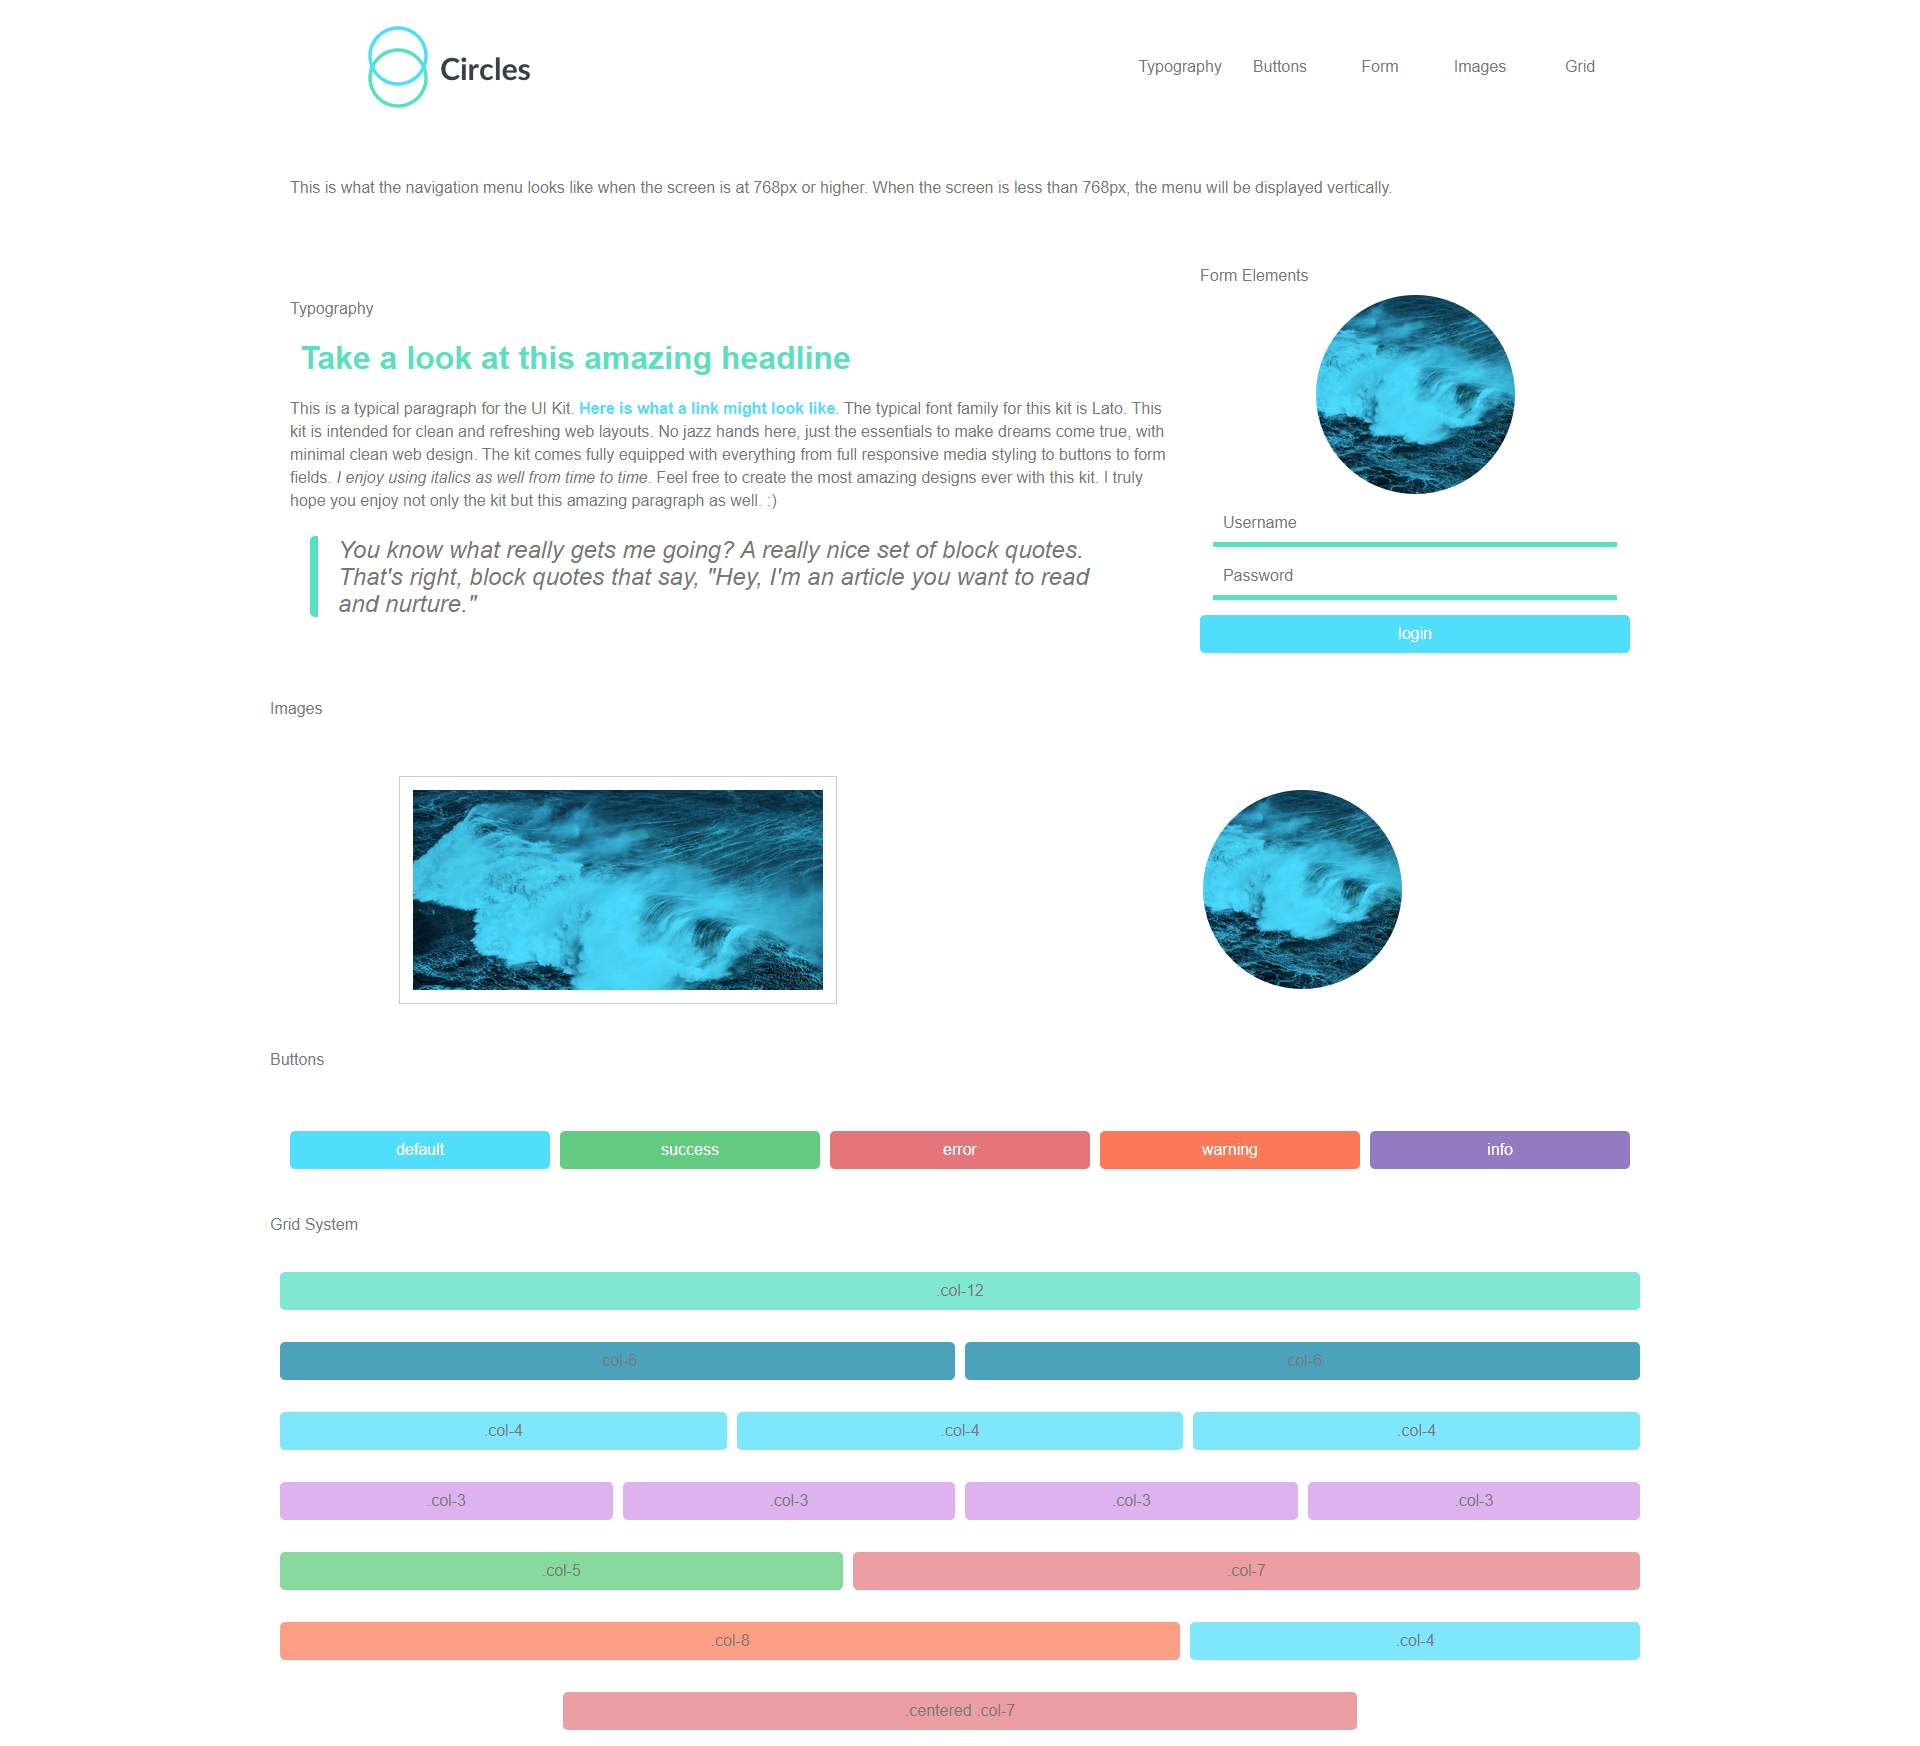 Circles
Typography Buttons Form Images Grid
This is what the navigation menu looks like when the screen is at 768px or higher. When the screen is less than 768px, the menu will be displayed vertically.
Typography
Take a look at this amazing headline
This is a typical paragraph for the UI Kit. Here is what a link might look like. The typical font family for this kit is Lato. This
kit is intended for clean and refreshing web layouts. No jazz hands here, just the essentials to make dreams come true, with
minimal clean web design. The kit comes fully equipped with everything from full responsive media styling to buttons to form
fields. I enjoy using italics as well from time to time. Feel free to create the most amazing designs ever with this kit. I truly
hope you enjoy not only the kit but this amazing paragraph as well. :)
You know what really gets me going? A really nice set of block quotes.
That's right, block quotes that say, "Hey, I'm an article you want to read
and nurture."
Form Elements
Username
Password
login
Images
Buttons
default success error warning info
Grid System
.col-12
.col-6 .col-6
.col-4 .col-4 .col-4
.col-3 .col-3 .col-3 .col-3
.col-5 .col-7
.col-8 .col-4
.centered .col-7